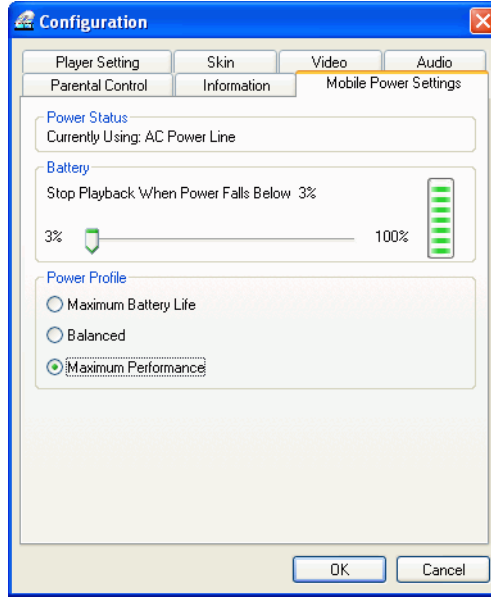 Configuration
Player Setting Skin Video Audio
Parental Control Information Mobile Power Settings
Power Status
Currently Using: AC Power Line
Battery
Stop Playback When Power Falls Below 3%
3% 100%
Power Profile
Maximum Battery Life
Balanced
Maximum Performance
OK Cancel